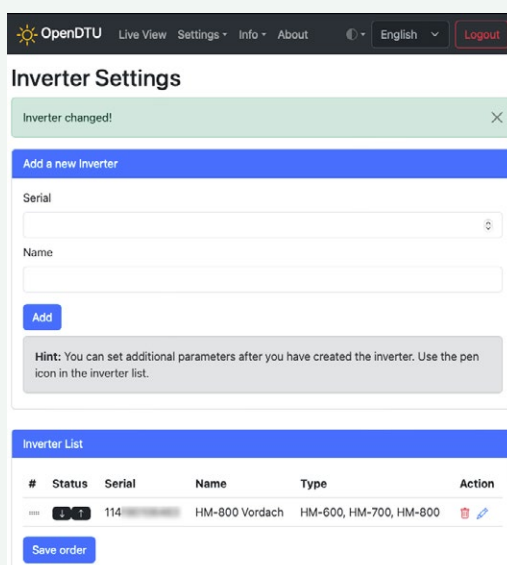 OpenDTU Live View Settings Info About English Logout
Inverter Settings
Inverter changed!
Add a new Inverter
Serial
Name
Add
Hint: You can set additional parameters after you have created the inverter. Use the pen
icon in the inverter list.
Inverter List
# Status Serial Name Type Action
114 HM-800 Vordach HM-600, HM-700, HM-800
Save order